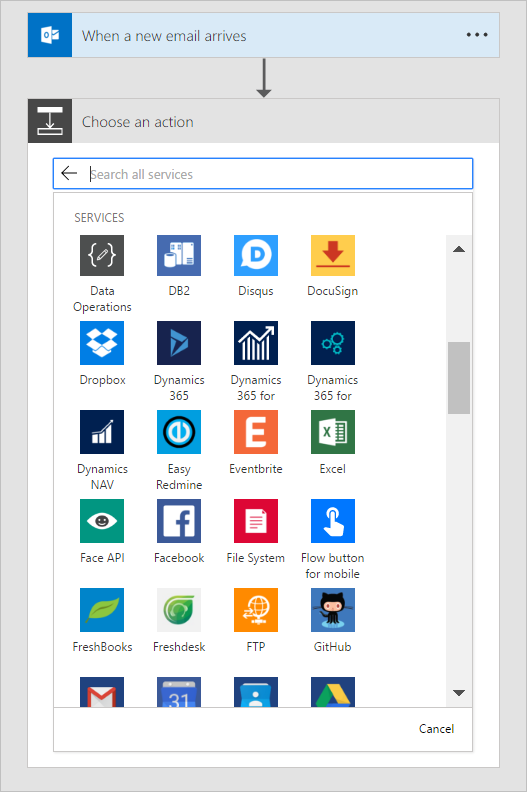 When a new email arrives
Choose an action
Search all services
SERVICES
Data Operations
DB2
Disqus
DocuSign
Dropbox
Dynamics 365
Dynamics 365 for
Dynamics 365 for
Dynamics NAV
Easy Redmine
Eventbrite
Excel
Face API
Facebook
File System
Flow button for mobile
FreshBooks
Freshdesk
FTP
GitHub
31
Cancel